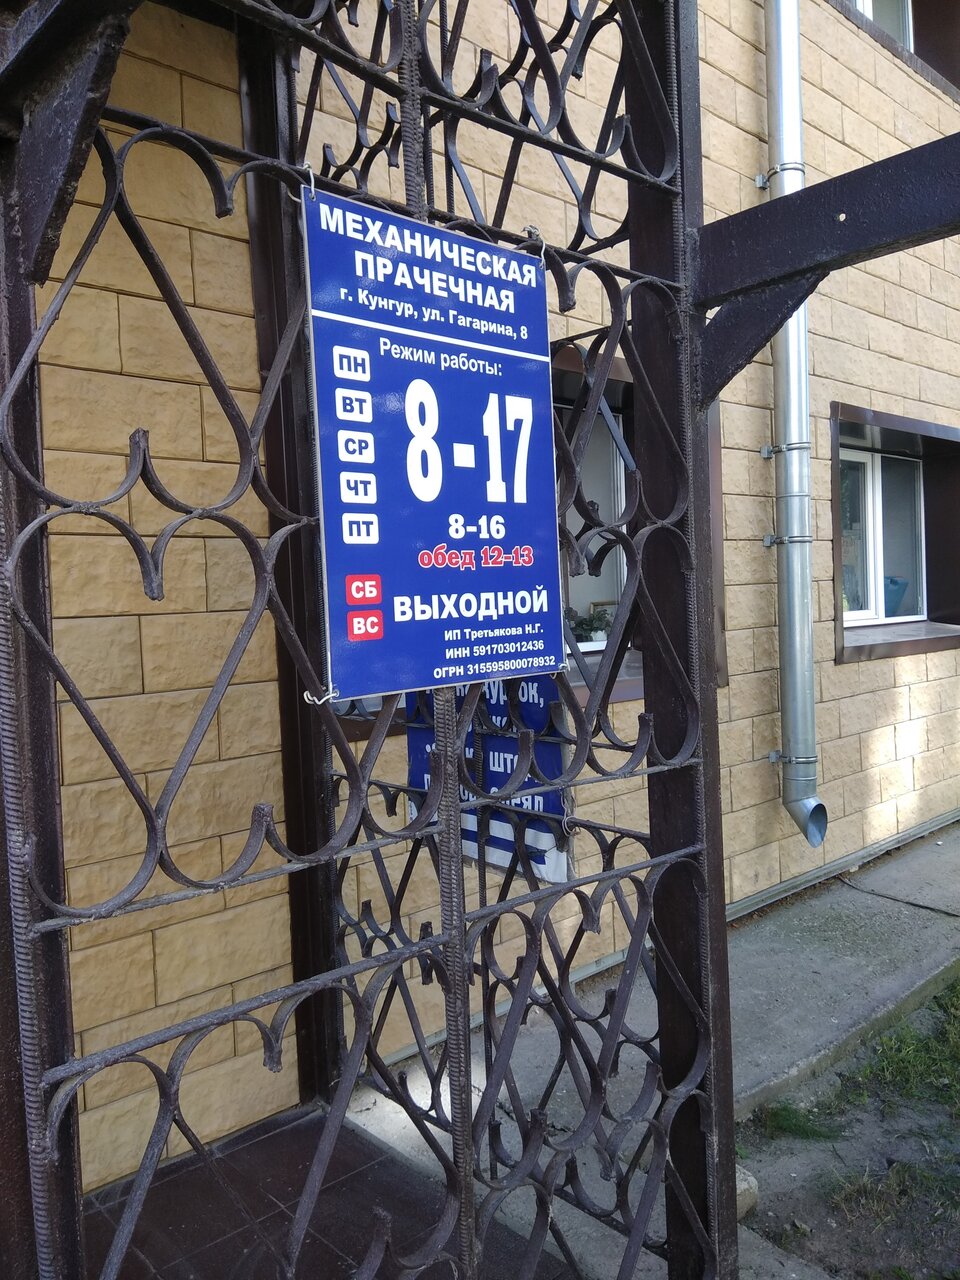 МЕХАНИЧЕСКАЯ
ПРАЧЕЧНАЯ
г. Кунгур, ул. Гагарина, 8
Режим работы:
ПН
ВТ
СР
ЧТ
ПТ
8-17
8-16
обед 12-13
СБ
ВС
ВЫХОДНОЙ
ИП Третьякова Н.Г.
ИНН 591703012436
ОГРН 315595800078932